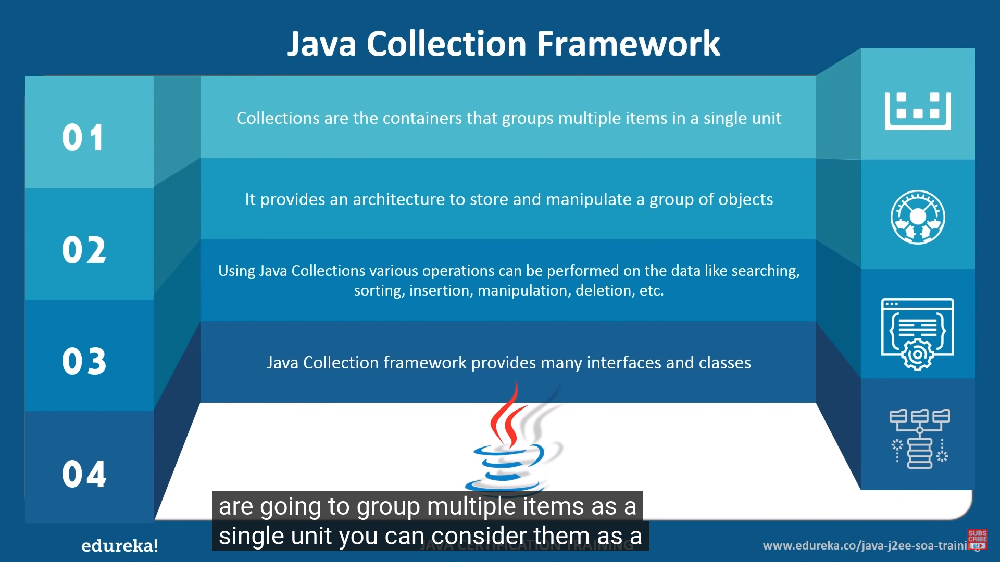 Java Collection Framework
01
Collections are the containers that groups multiple items in a single unit
02
It provides an architecture to store and manipulate a group of objects
03
Using Java Collections various operations can be performed on the data like searching,
sorting, insertion, manipulation, deletion, etc.
04
Java Collection framework provides many interfaces and classes
are going to group multiple items as a
single unit you can consider them as a
edureka!
JAVA CERTIFICATION TRAINING
www.edureka.co/java-j2ee-soa-training
SUBS
CRIBE